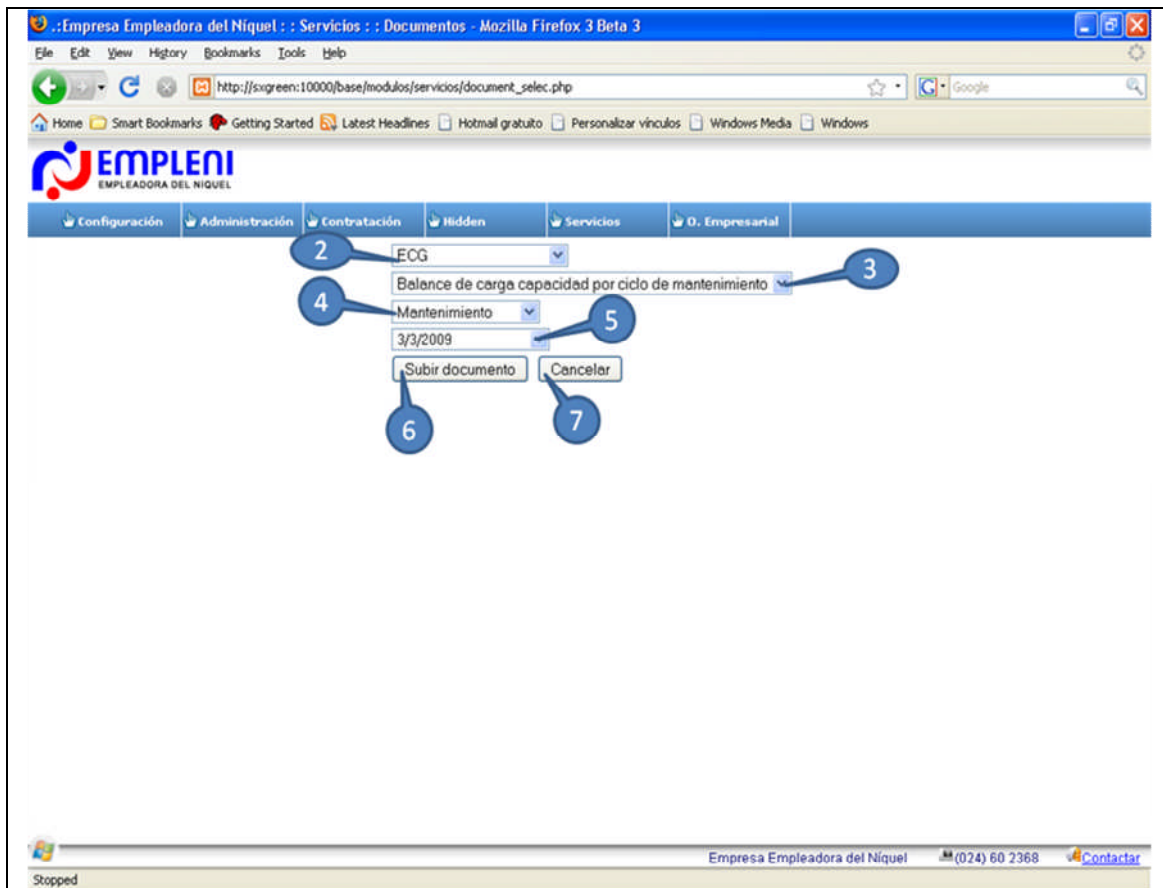 .:Empresa Empleadora del Níquel : : Servicios : : Documentos - Mozilla Firefox 3 Beta 3
File Edit View History Bookmarks Tools Help
http://sxgreen:10000/base/modulos/servicios/document_selec.php
G Google
Home Smart Bookmarks Getting Started Latest Headlines Hotmail gratuito Personalizar vínculos Windows Media Windows
EMPLENI
EMPLEADORA DEL NIQUEL
Configuración Administración Contratación Hidden Servicios O. Empresarial
2 ECG
Balance de carga capacidad por ciclo de mantenimiento 3
4 Mantenimiento
3/3/2009 5
Subir documento Cancelar
6 7
Empresa Empleadora del Níquel (024) 60 2368 Contactar
Stopped